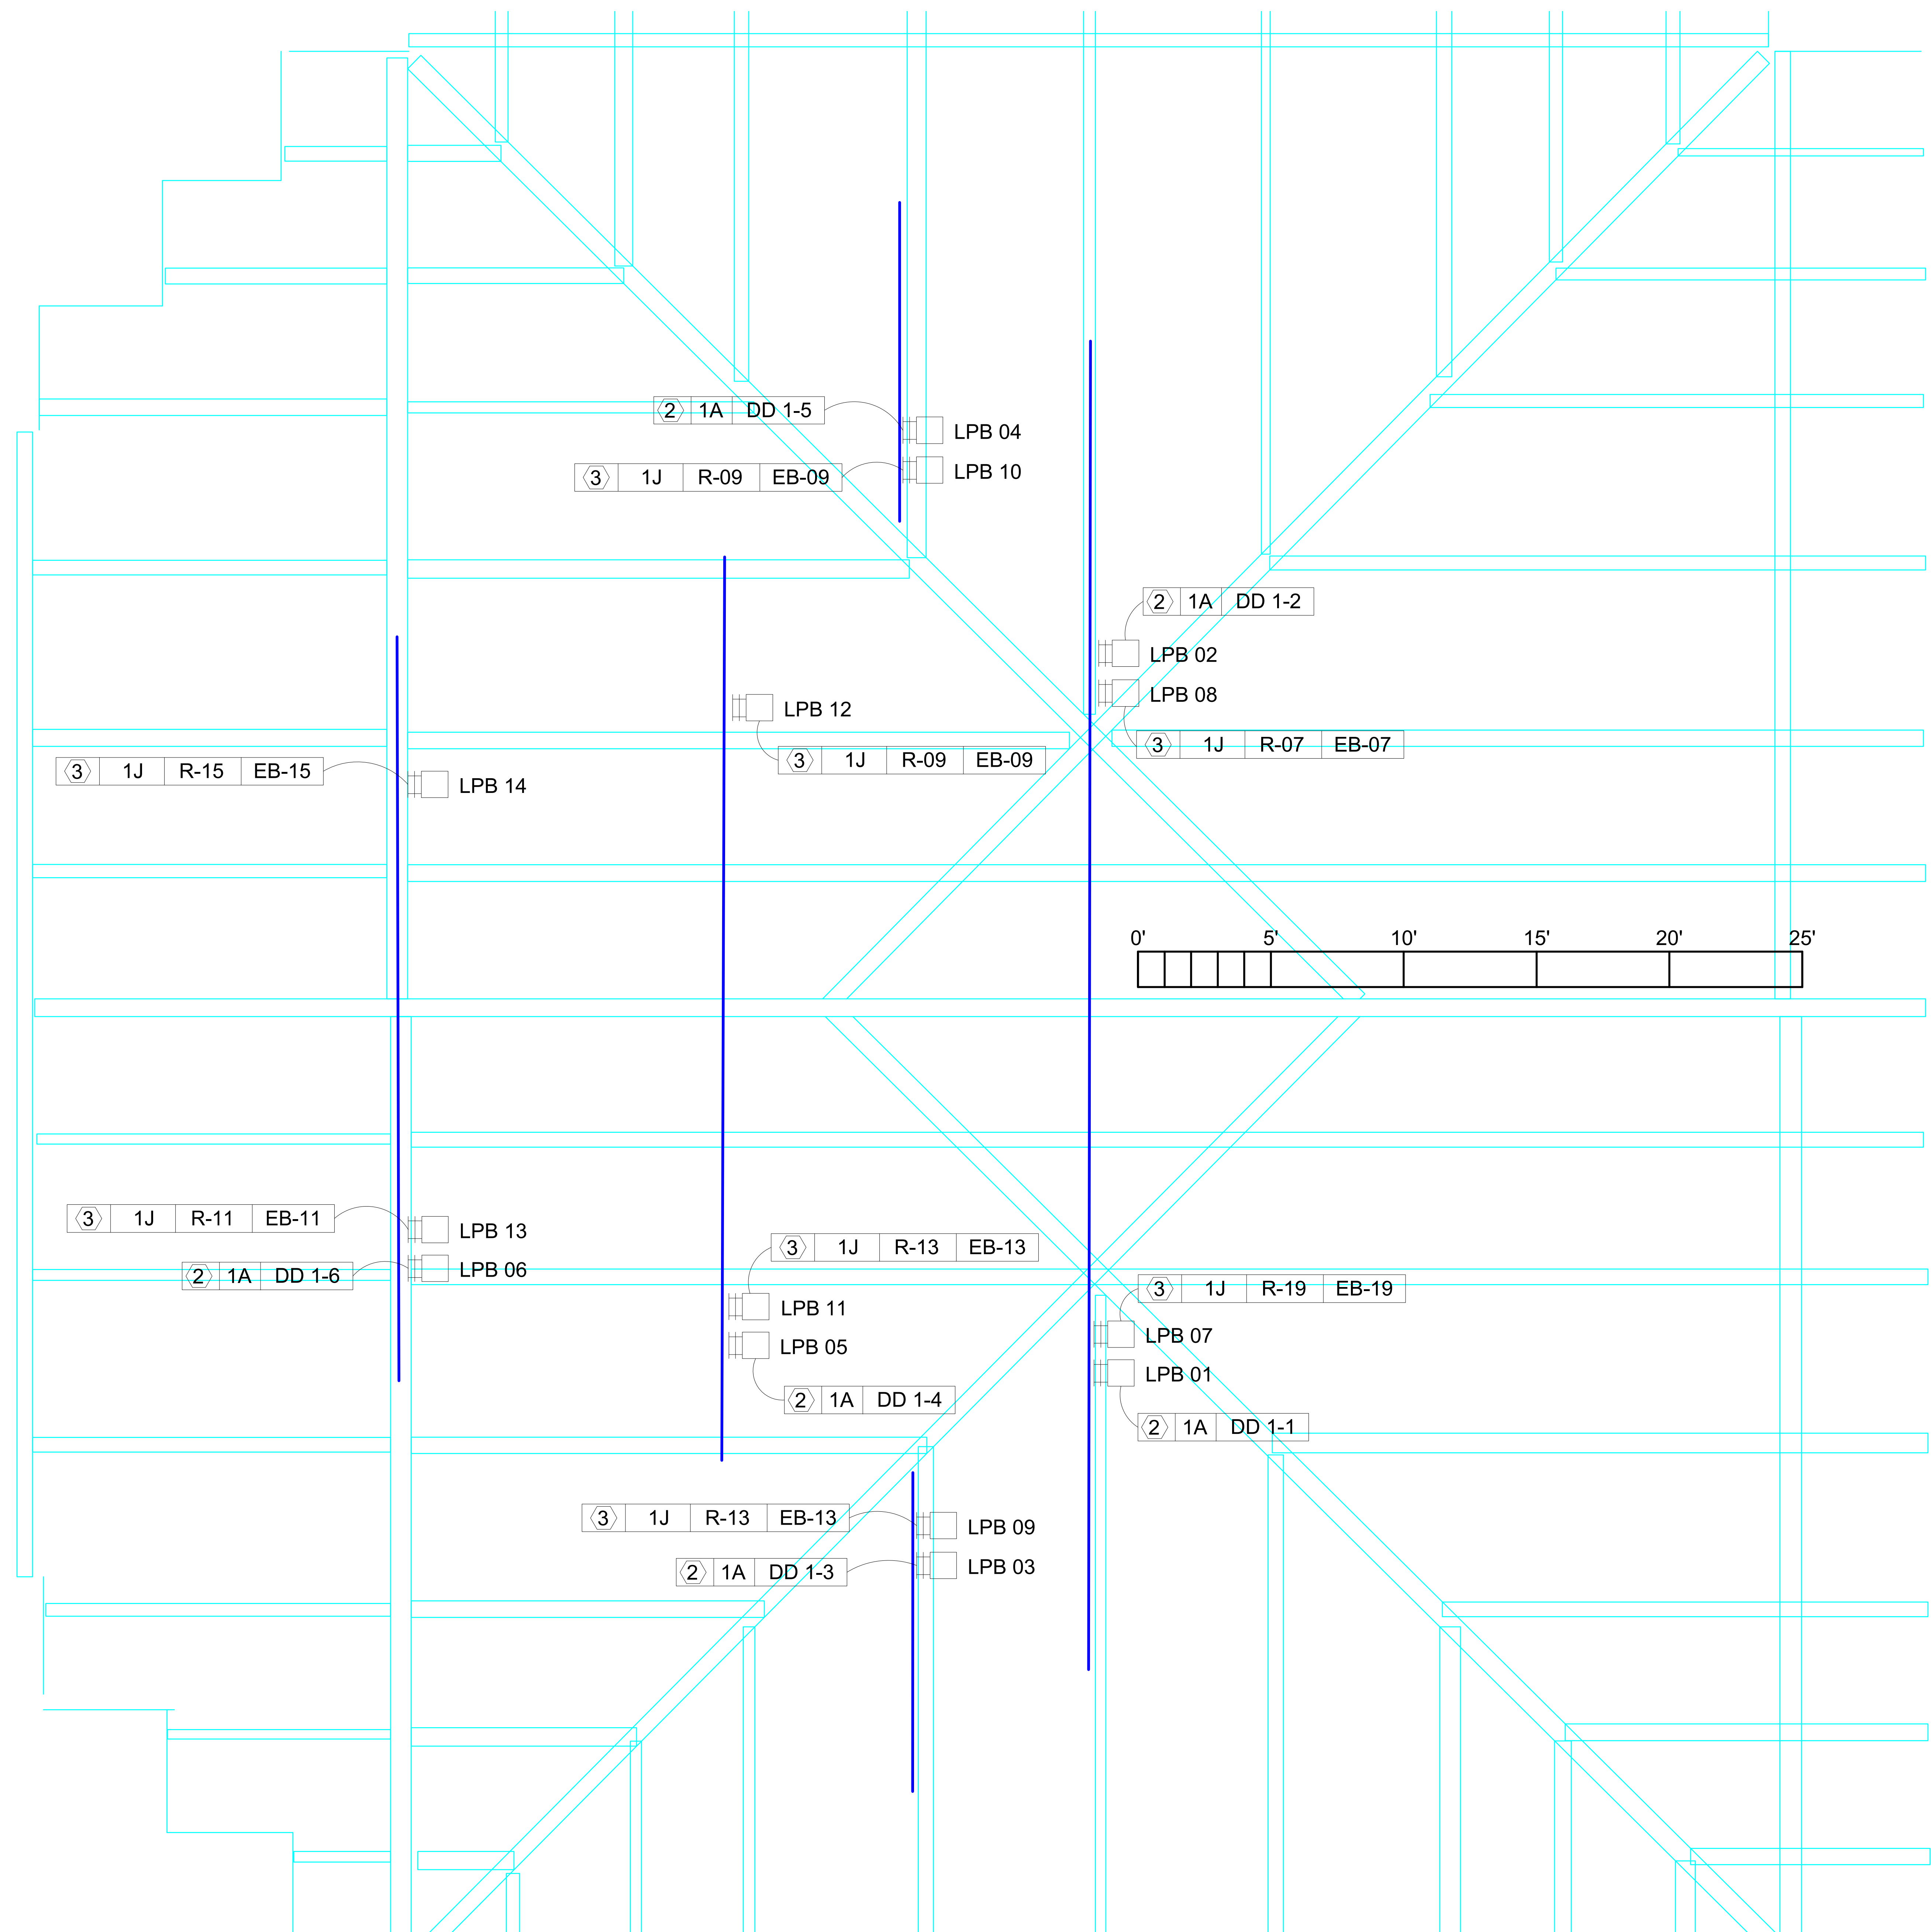 2 1A DD 1-5
LPB 04
3 1J R-09 EB-09
LPB 10
2 1A DD 1-2
LPB 02
LPB 08
3 1J R-07 EB-07
LPB 12
3 1J R-09 EB-09
3 1J R-15 EB-15
LPB 14
0' 5' 10' 15' 20' 25'
3 1J R-11 EB-11
LPB 13
2 1A DD 1-6
LPB 06
3 1J R-13 EB-13
LPB 11
LPB 05
2 1A DD 1-4
3 1J R-19 EB-19
LPB 07
LPB 01
2 1A DD 1-1
3 1J R-13 EB-13
LPB 09
2 1A DD 1-3
LPB 03